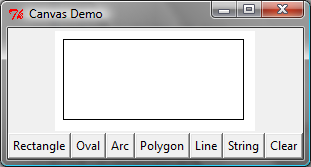 Canvas Demo
Rectangle Oval Arc Polygon Line String Clear